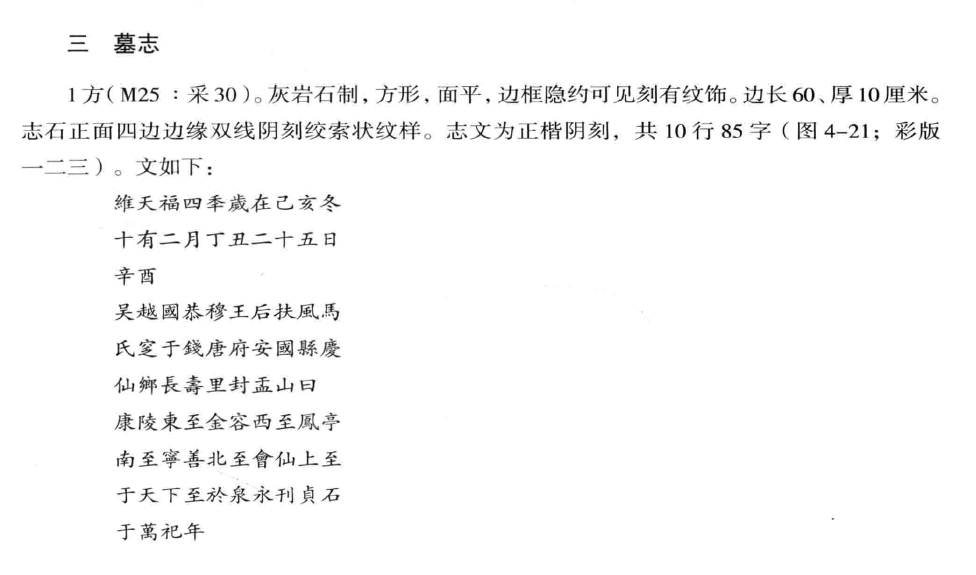 三 墓志
1方（M25：采30）。灰岩石制，方形，面平，边框隐约可见刻有纹饰。边长60、厚10厘米。
志石正面四边边缘双线阴刻绞索状纹样。志文为正楷阴刻，共10行85字（图4-21；彩版
一二三）。文如下：
維天福四季歲在己亥冬
十有二月丁丑二十五日
辛酉
吴越國恭穆王后扶風馬
氏窆于錢唐府安國縣慶
仙鄉長壽里封盂山曰
康陵東至金容西至鳳亭
南至寧善北至會仙上至
于天下至於泉永刊貞石
于萬祀年